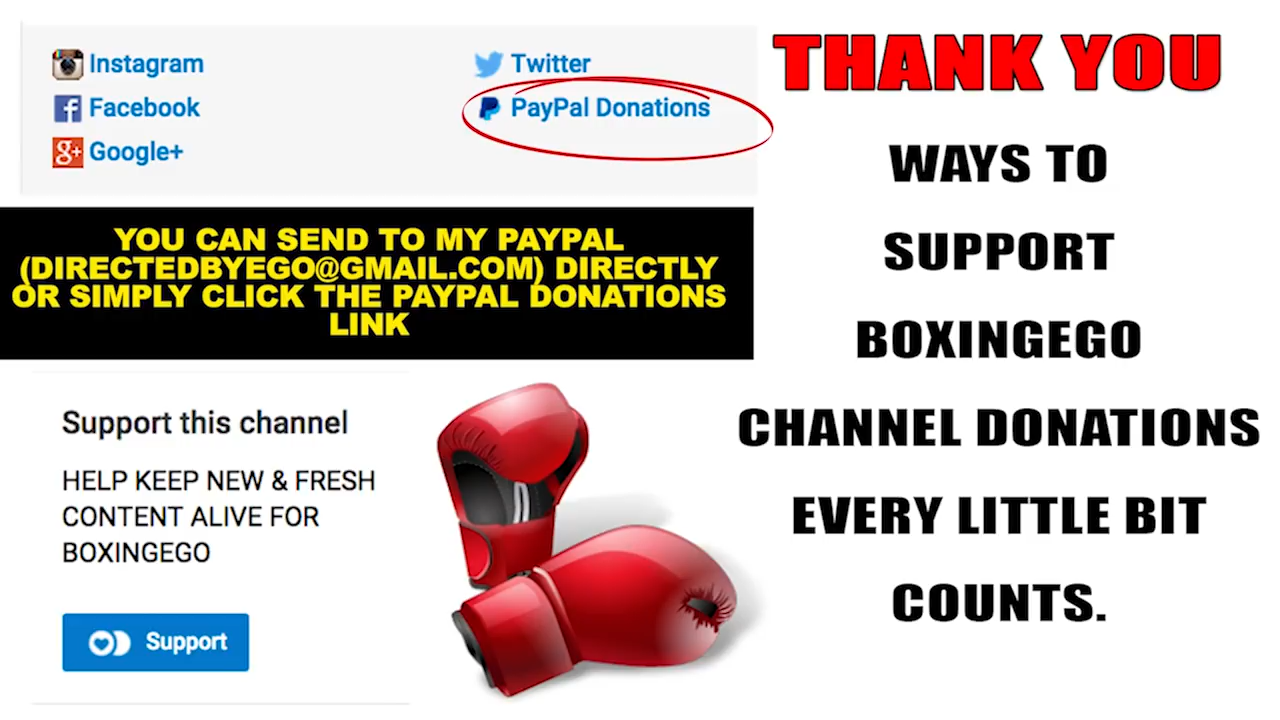 Instagram
Facebook
Google+
Twitter
PayPal Donations
YOU CAN SEND TO MY PAYPAL
(DIRECTEDBYEGO@GMAIL.COM) DIRECTLY
OR SIMPLY CLICK THE PAYPAL DONATIONS
LINK
Support this channel
HELP KEEP NEW & FRESH
CONTENT ALIVE FOR
BOXINGEGO
Support
THANK YOU
WAYS TO
SUPPORT
BOXINGEGO
CHANNEL DONATIONS
EVERY LITTLE BIT
COUNTS.